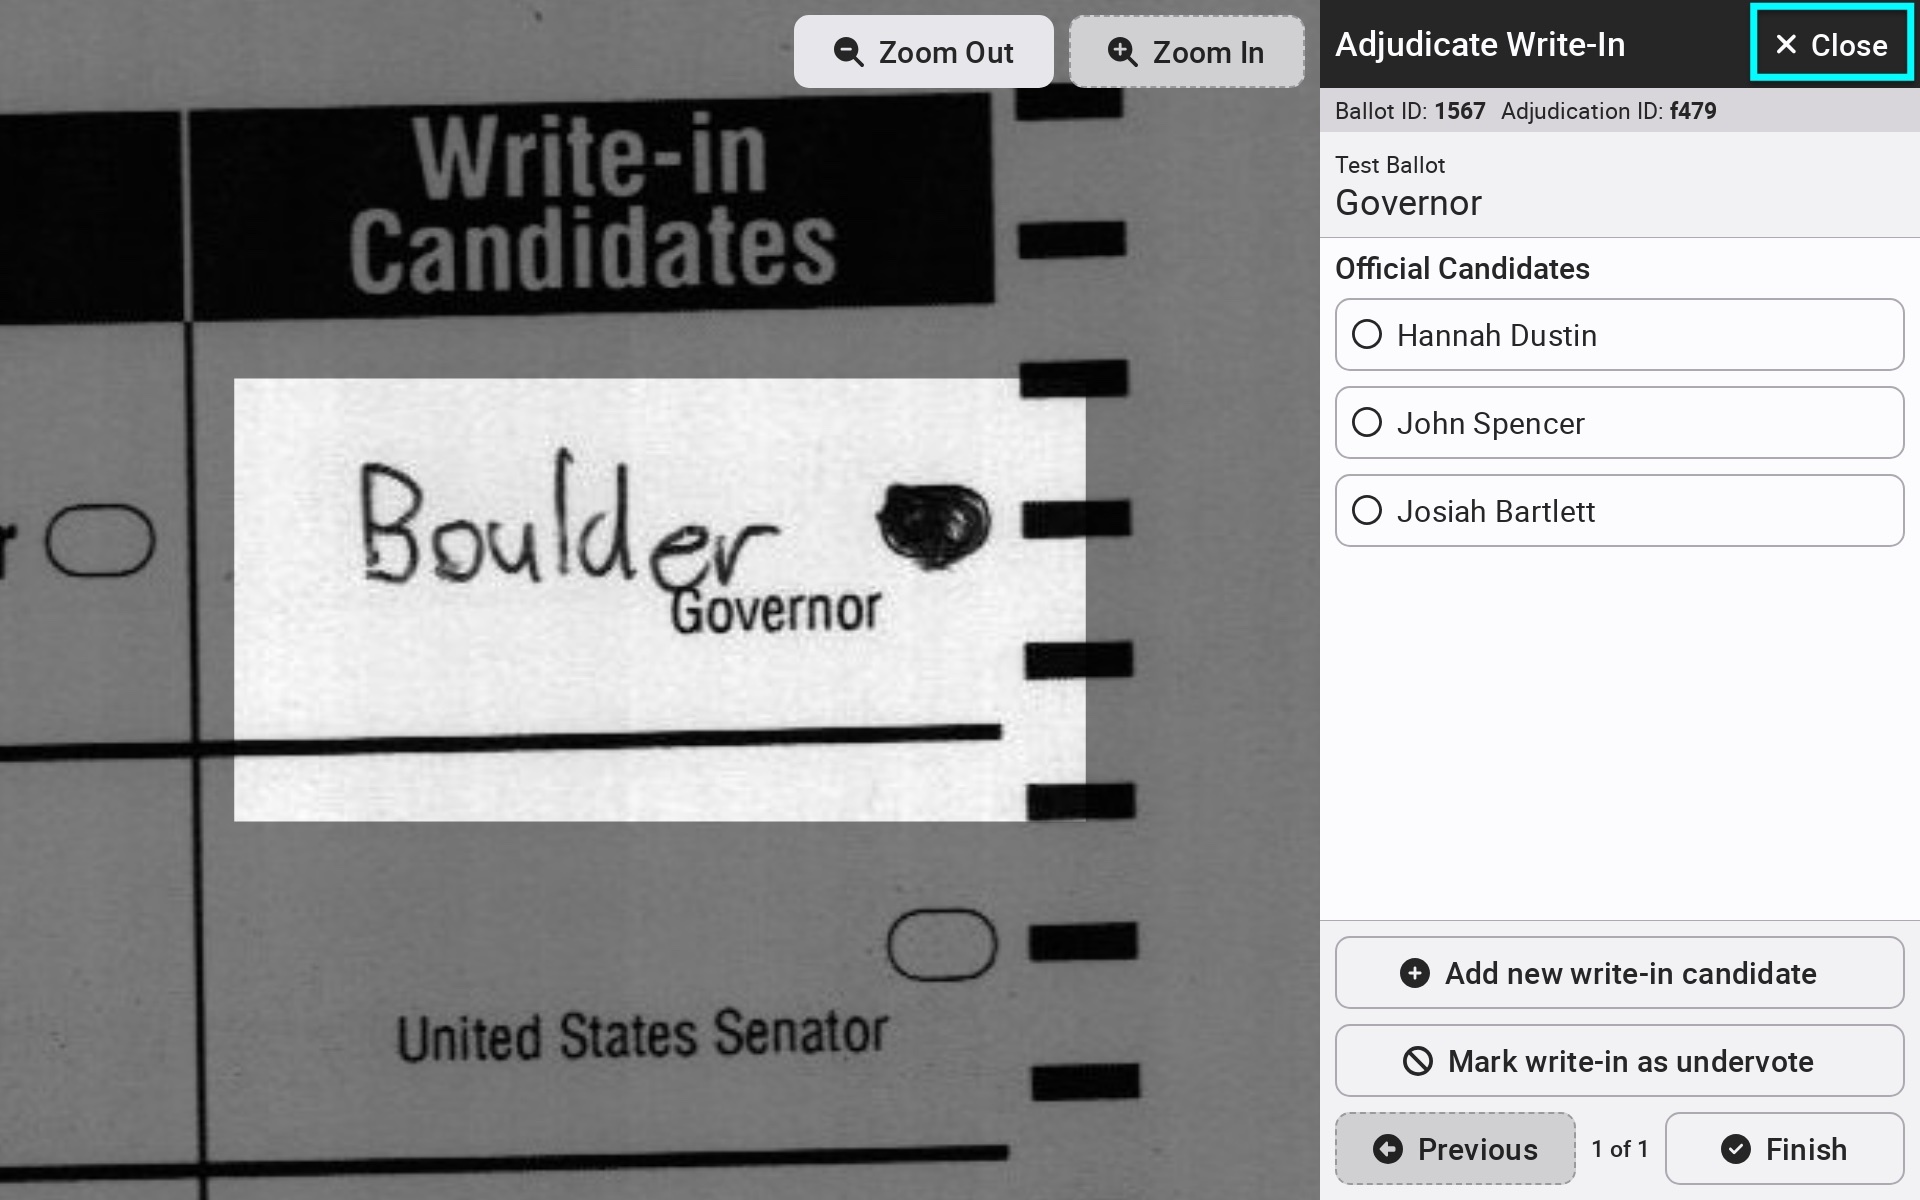 Zoom Out
Zoom In
Write-in
Candidates
Boulder
Governor
United States Senator
Adjudicate Write-In
Close
Ballot ID: 1567 Adjudication ID: f479
Test Ballot
Governor
Official Candidates
Hannah Dustin
John Spencer
Josiah Bartlett
Add new write-in candidate
Mark write-in as undervote
Previous
1 of 1
Finish